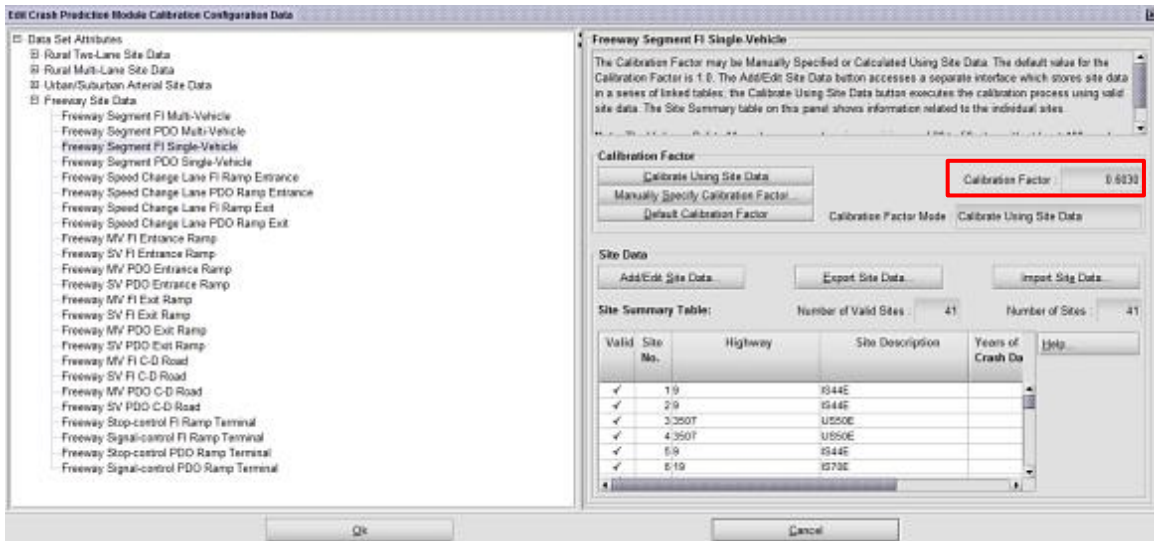 Edit Crash Prediction Module Calibration Configuration Data
Data Set Attributes
Rural Two-Lane Site Data
Rural Multi-Lane Site Data
Urban/Suburban Arterial Site Data
Freeway Site Data
Freeway Segment FI Multi-Vehicle
Freeway Segment PDO Multi-Vehicle
Freeway Segment FI Single-Vehicle
Freeway Segment PDO Single-Vehicle
Freeway Speed Change Lane FI Ramp Entrance
Freeway Speed Change Lane PDO Ramp Entrance
Freeway Speed Change Lane FI Ramp Exit
Freeway Speed Change Lane PDO Ramp Exit
Freeway MV FI Entrance Ramp
Freeway SV FI Entrance Ramp
Freeway MV PDO Entrance Ramp
Freeway SV PDO Entrance Ramp
Freeway MV FI Exit Ramp
Freeway SV FI Exit Ramp
Freeway MV PDO Exit Ramp
Freeway SV PDO Exit Ramp
Freeway MV FI C-D Road
Freeway SV FI C-D Road
Freeway MV PDO C-D Road
Freeway SV PDO C-D Road
Freeway Stop-control FI Ramp Terminal
Freeway Signal-control FI Ramp Terminal
Freeway Stop-control PDO Ramp Terminal
Freeway Signal-control PDO Ramp Terminal
Freeway Segment FI Single-Vehicle
The Calibration Factor may be Manually Specified or Calculated Using Site Data. The default value for the
Calibration Factor is 1.0. The Add/Edit Site Data button accesses a separate interface which stores site data
in a series of linked tables; the Calibrate Using Site Data button executes the calibration process using valid
site data. The Site Summary table on this panel shows information related to the individual sites.
Calibration Factor
Calibrate Using Site Data
Calibration Factor : 0.6030
Manually Specify Calibration Factor...
Default Calibration Factor
Calibration Factor Mode Calibrate Using Site Data
Site Data
Add/Edit Site Data... Export Site Data... Import Site Data...
Site Summary Table: Number of Valid Sites : 41 Number of Sites : 41
Valid Site No. Highway Site Description Years of Crash Da Help...
✓ 1 9 IS44E
✓ 2 9 IS44E
✓ 3 3507 US50E
✓ 4 3507 US50E
✓ 5 9 IS44E
✓ 6 19 IS70E
Ok Cancel